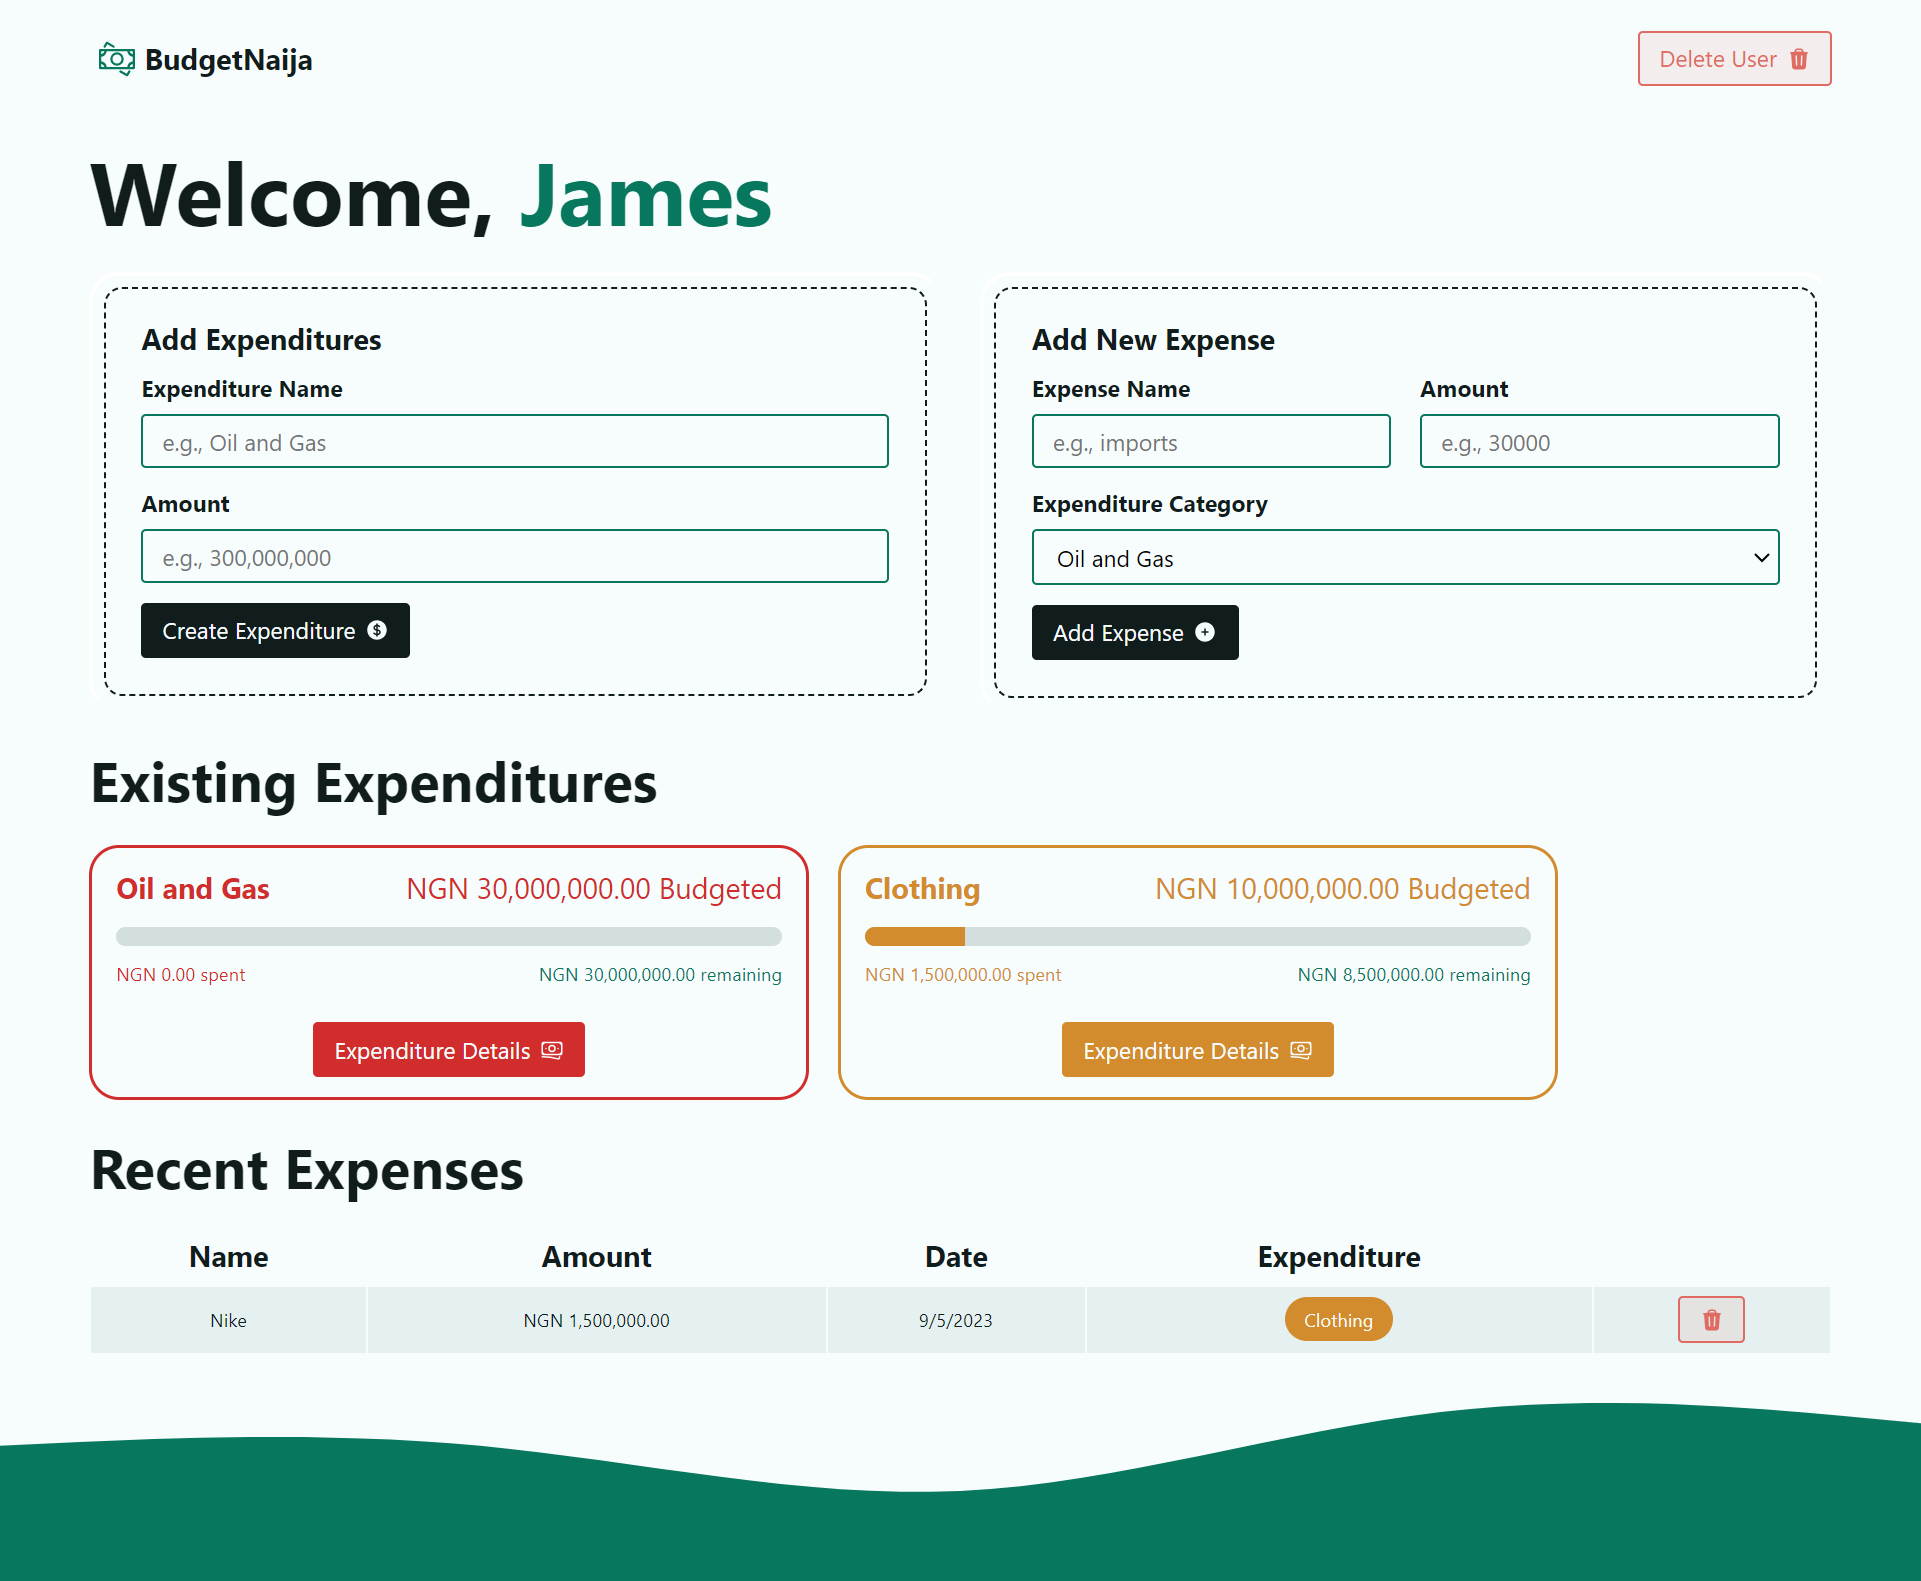 BudgetNaija
Delete User
Welcome, James
Add Expenditures
Expenditure Name
e.g., Oil and Gas
Amount
e.g., 300,000,000
Create Expenditure
Add New Expense
Expense Name
e.g., imports
Amount
e.g., 30000
Expenditure Category
Oil and Gas
Add Expense
Existing Expenditures
Oil and Gas
NGN 30,000,000.00 Budgeted
NGN 0.00 spent
NGN 30,000,000.00 remaining
Expenditure Details
Clothing
NGN 10,000,000.00 Budgeted
NGN 1,500,000.00 spent
NGN 8,500,000.00 remaining
Expenditure Details
Recent Expenses
Name Amount Date Expenditure
Nike NGN 1,500,000.00 9/5/2023 Clothing